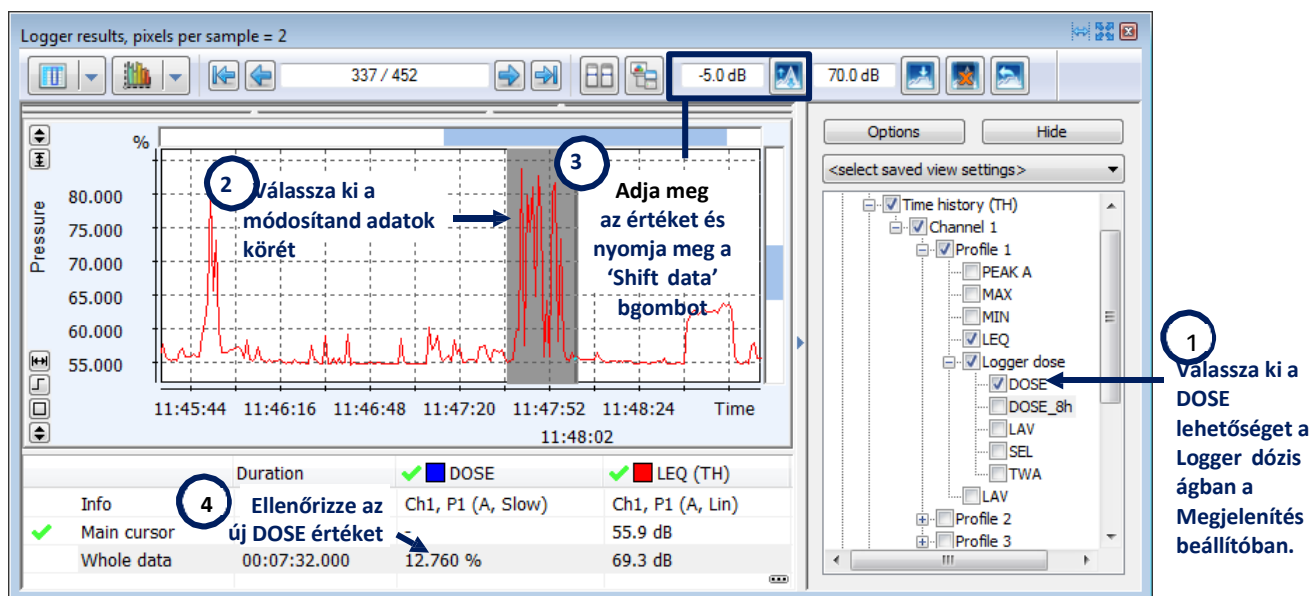 Logger results, pixels per sample = 2
337 / 452
-5.0 dB
70.0 dB
Options
Hide
<select saved view settings>
%
Pressure
80.000
75.000
70.000
65.000
60.000
55.000
11:45:44 11:46:16 11:46:48 11:47:20 11:47:52 11:48:24 Time
11:48:02
2
Válassza ki a
módosítand adatok
körét
3
Adja meg
az értéket és
nyomja meg a
‘Shift data’
bgombot
Time history (TH)
Channel 1
Profile 1
PEAK A
MAX
MIN
LEQ
Logger dose
DOSE
DOSE_8h
LAV
SEL
TWA
LAV
Profile 2
Profile 3
1
Válassza ki a
DOSE
lehetőséget a
Logger dózis
ágban a
Megjelenítés
beállítóban.
Duration DOSE LEQ (TH)
Info Ch1, P1 (A, Slow) Ch1, P1 (A, Lin)
Main cursor - 55.9 dB
Whole data 00:07:32.000 12.760 % 69.3 dB
4
Ellenőrizze az
új DOSE értéket